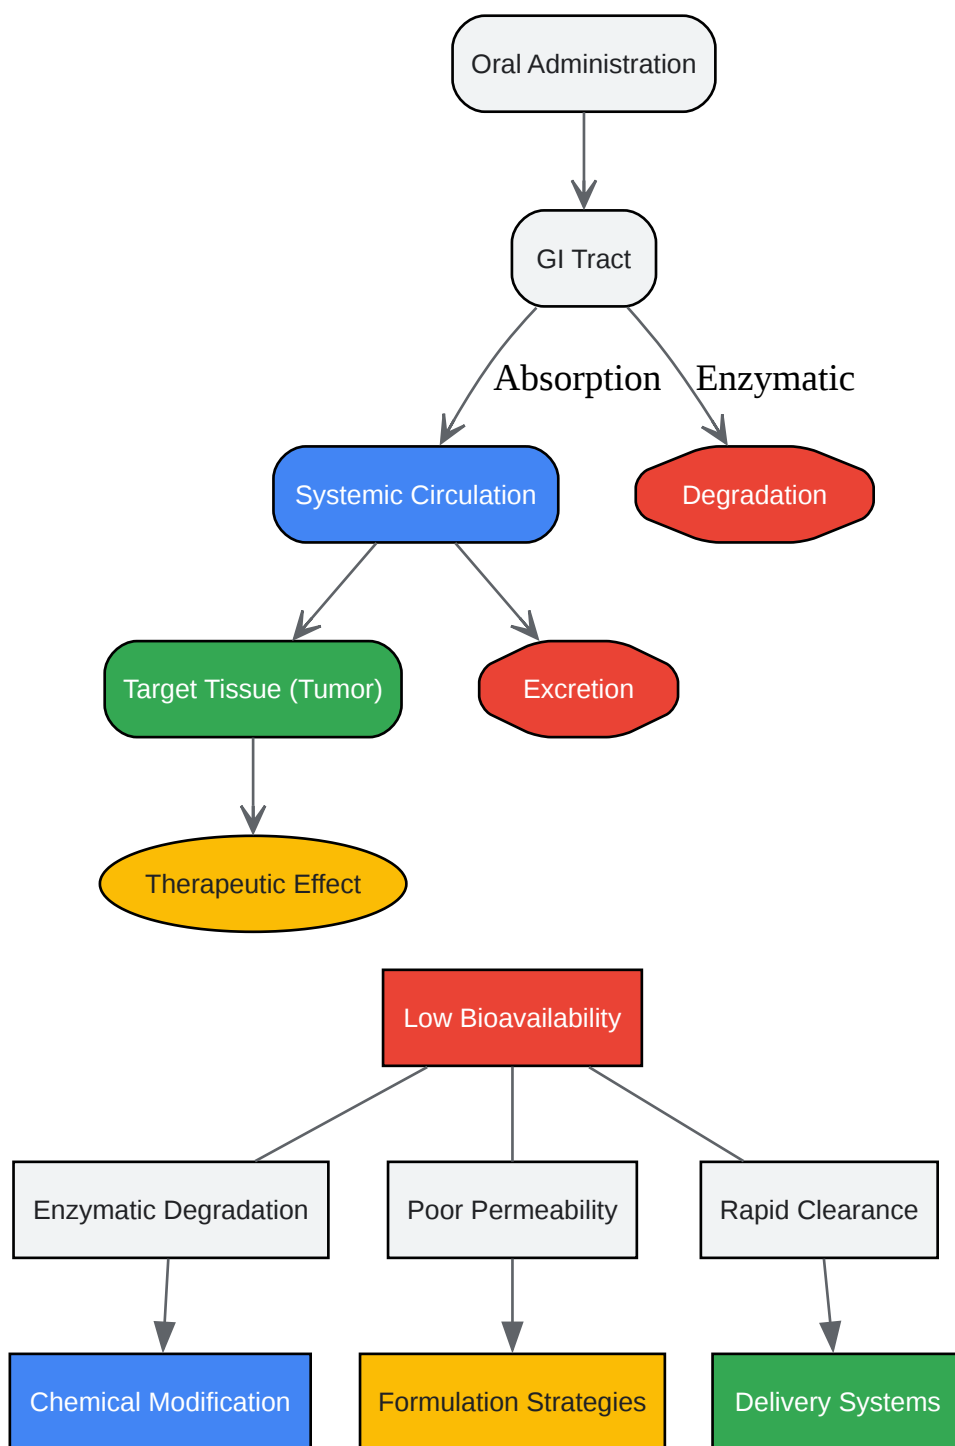 Oral Administration
GI Tract
Absorption
Enzymatic
Systemic Circulation
Degradation
Target Tissue (Tumor)
Excretion
Therapeutic Effect
Low Bioavailability
Enzymatic Degradation
Poor Permeability
Rapid Clearance
Chemical Modification
Formulation Strategies
Delivery Systems